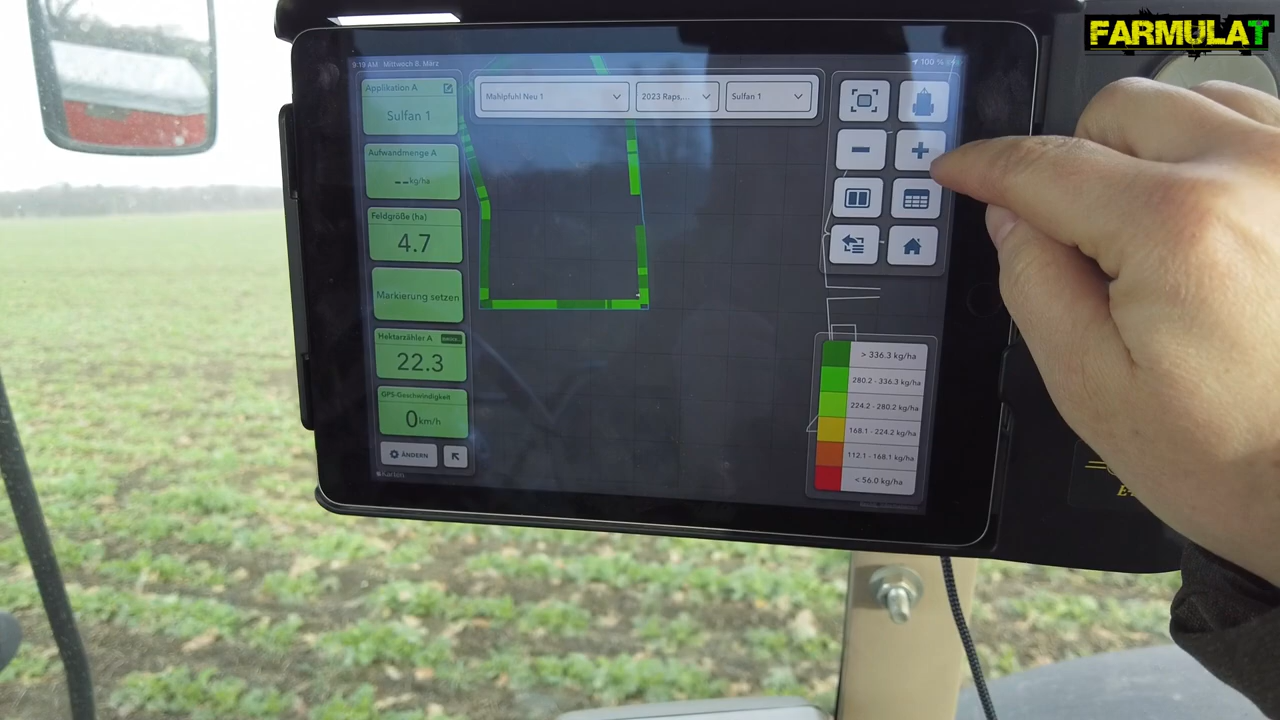 FARMULAT
9:19 AM Mittwoch 8. März
100 %
Applikation A
Sulfan 1
Mahlpfuhl Neu 1
2023 Raps,...
Sulfan 1
Aufwandmenge A
--kg/ha
Feldgröße (ha)
4.7
Markierung setzen
Hektarzähler A
22.3
GPS-Geschwindigkeit
0 km/h
ÄNDERN
Karten
> 336.3 kg/ha
280.2 - 336.3 kg/ha
224.2 - 280.2 kg/ha
168.1 - 224.2 kg/ha
112.1 - 168.1 kg/ha
< 56.0 kg/ha